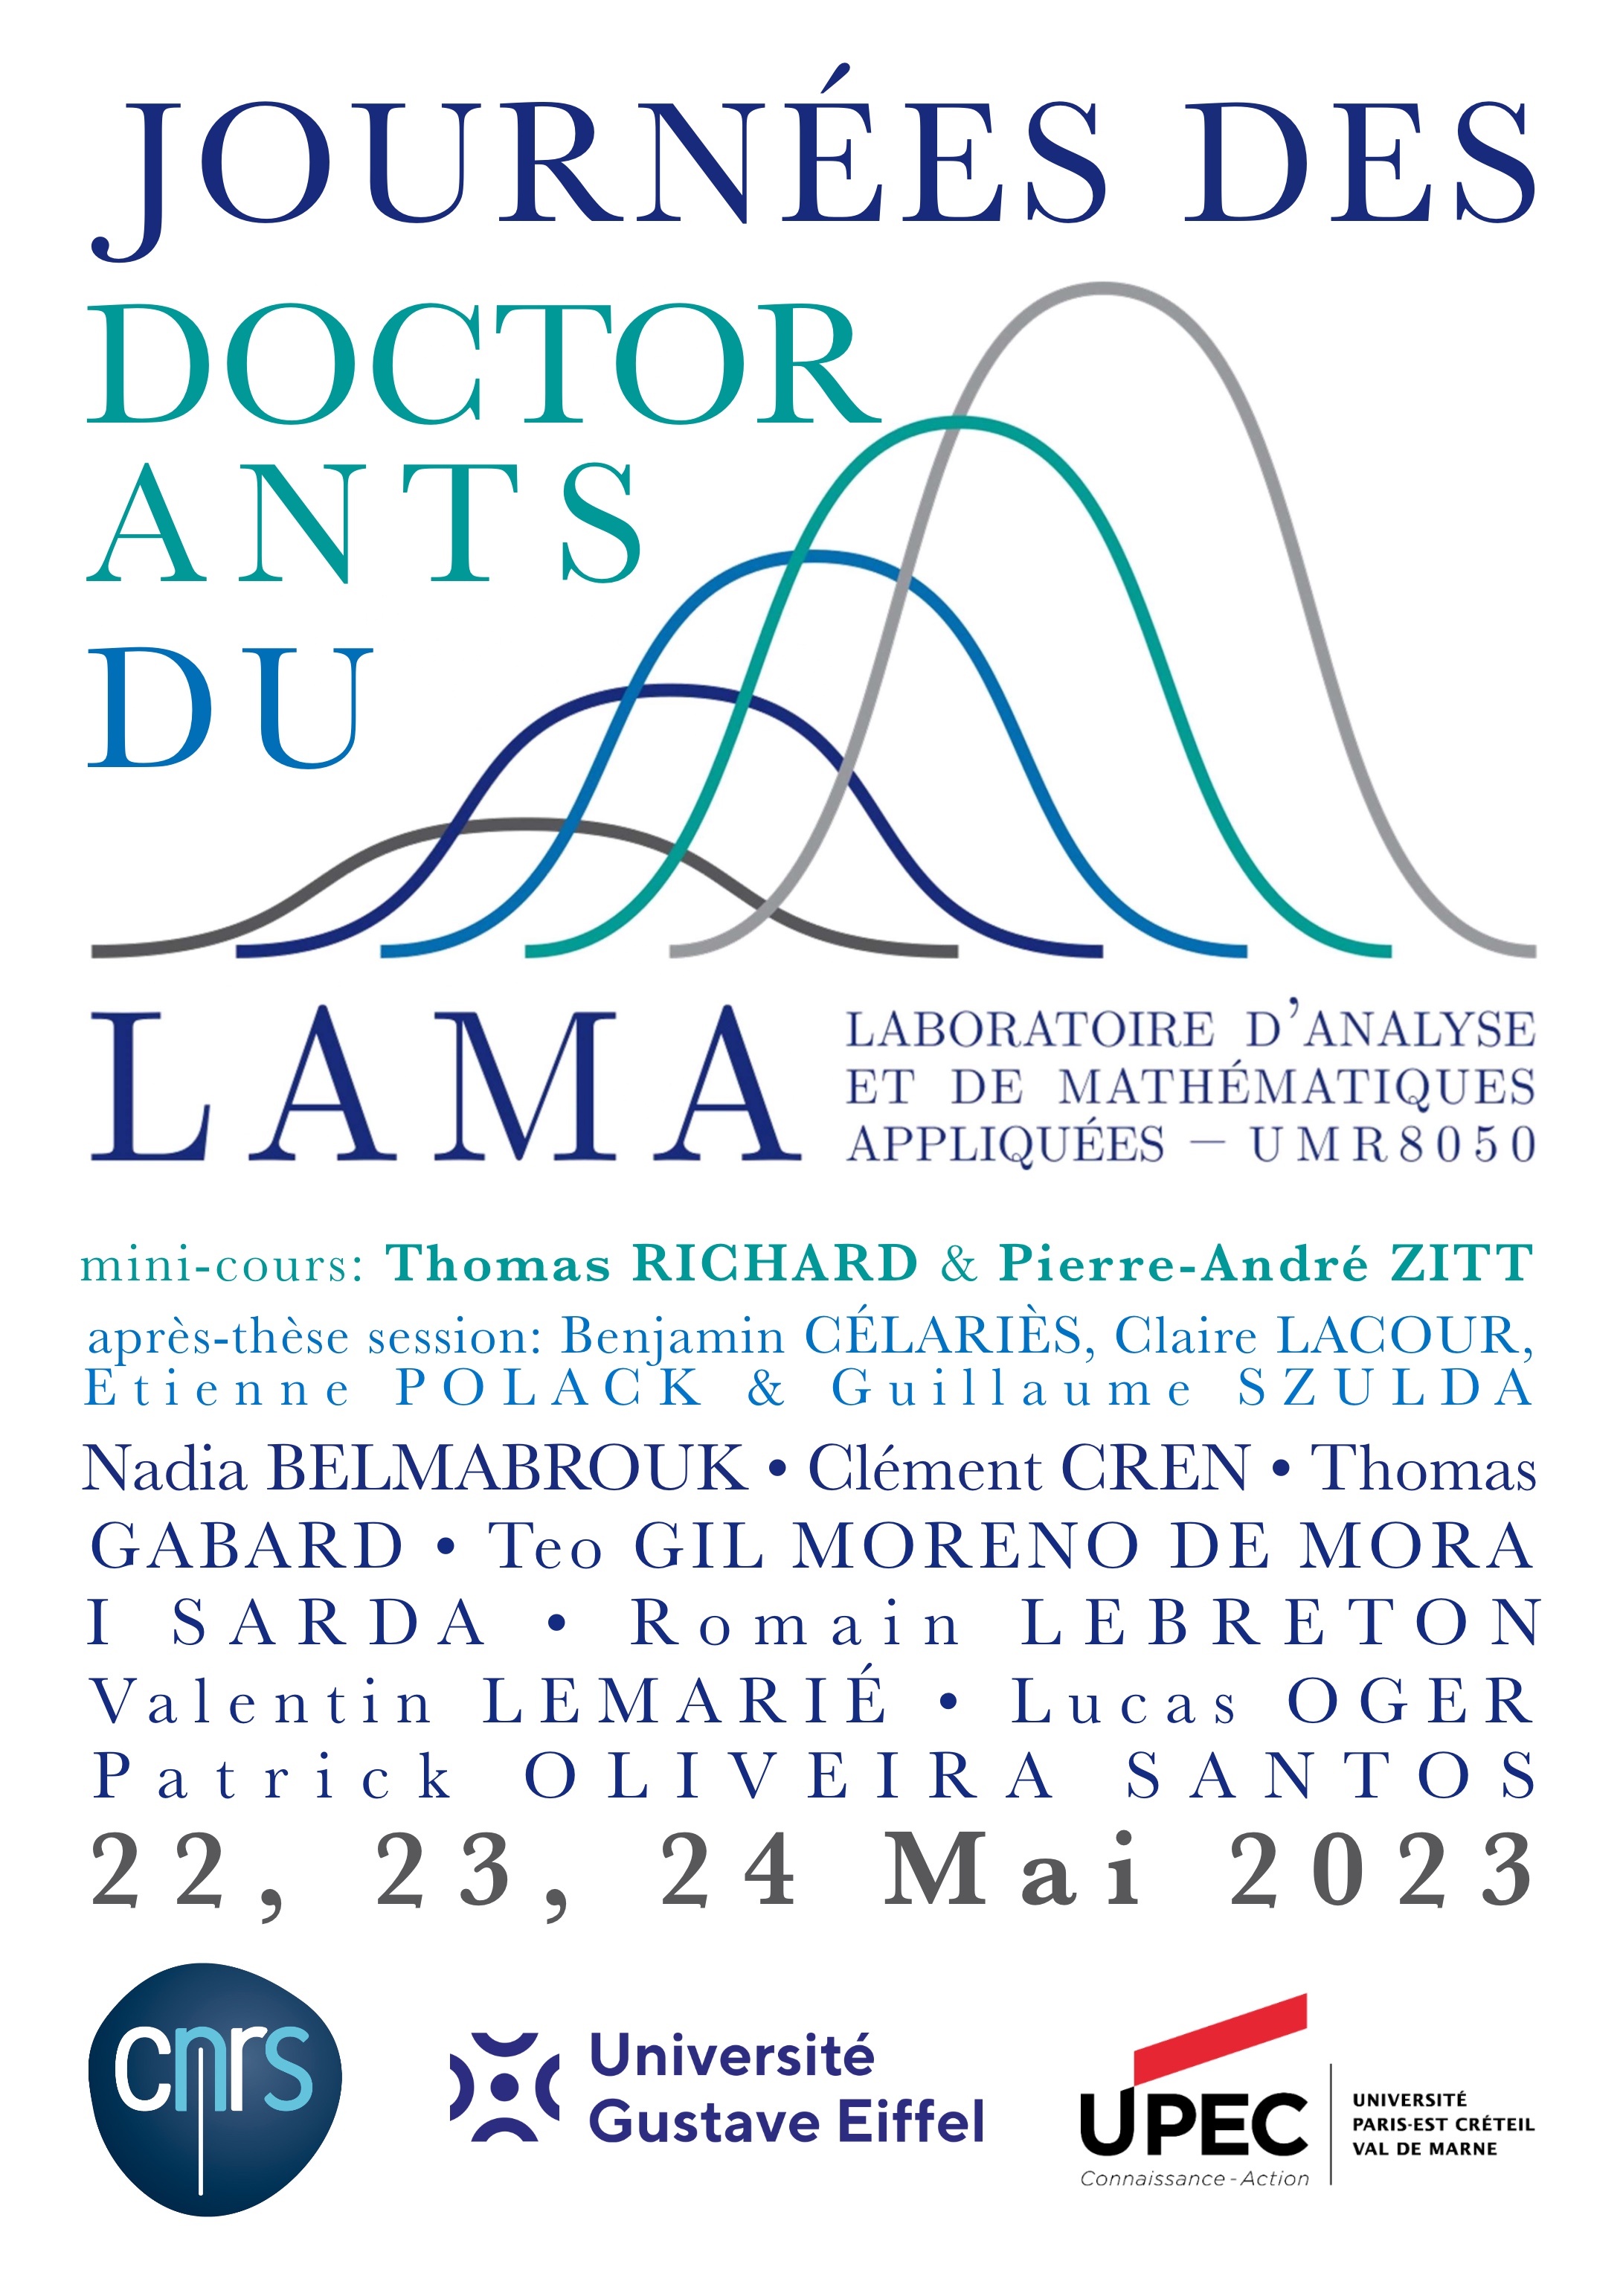 JOURNÉES DES
DOCTOR
ANTS
DU
LAMA
LABORATOIRE D'ANALYSE
ET DE MATHÉMATIQUES
APPLIQUÉES – UMR8050
mini-cours: Thomas RICHARD & Pierre-André ZITT
après-thèse session: Benjamin CÉLARIÈS, Claire LACOUR,
Etienne POLACK & Guillaume SZULDA
Nadia BELMABROUK • Clément CREN • Thomas
GABARD • Teo GIL MORENO DE MORA
I SARDA • Romain LEBRETON
Valentin LEMARIÉ • Lucas OGER
Patrick OLIVEIRA SANTOS
22, 23, 24 Mai 2023
cnrs
Université
Gustave Eiffel
UPEC
Connaissance - Action
UNIVERSITÉ
PARIS-EST CRÉTEIL
VAL DE MARNE